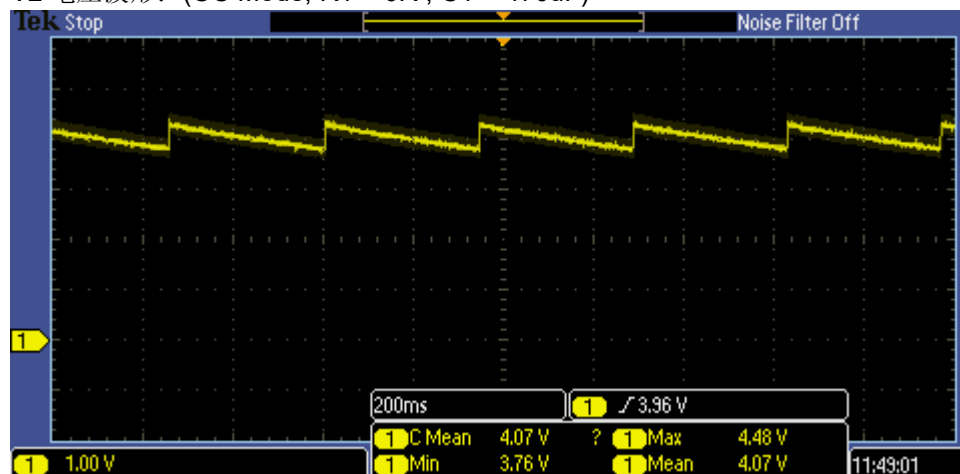 Tek Stop
Noise Filter Off
1
200ms
1 3.96 V
1 C Mean 4.07 V ? 1 Max 4.48 V
1 Min 3.76 V 1 Mean 4.07 V
1 1.00 V
11:49:01